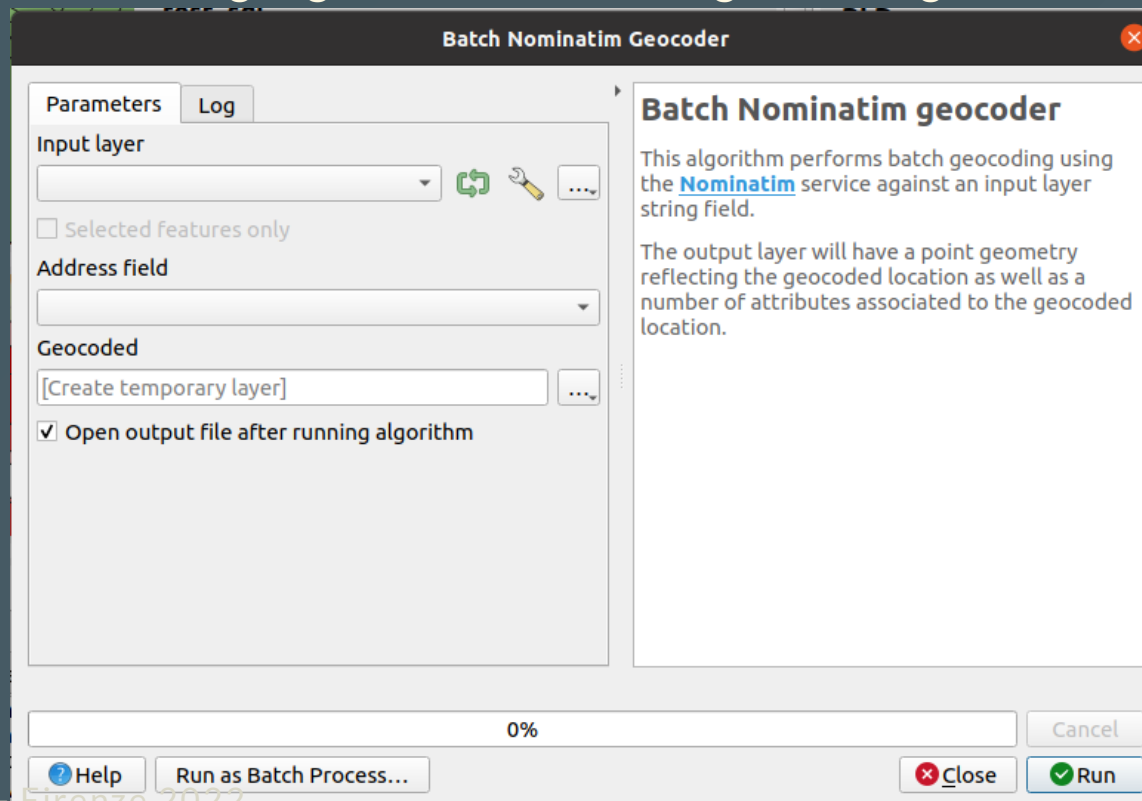 Batch Nominatim Geocoder
Parameters
Log
Input layer
Selected features only
Address field
Geocoded
[Create temporary layer]
...
Open output file after running algorithm
Batch Nominatim geocoder
This algorithm performs batch geocoding using
the Nominatim service against an input layer
string field.
The output layer will have a point geometry
reflecting the geocoded location as well as a
number of attributes associated to the geocoded
location.
0%
Cancel
Help
Run as Batch Process...
Close
Run
Firenze 2022